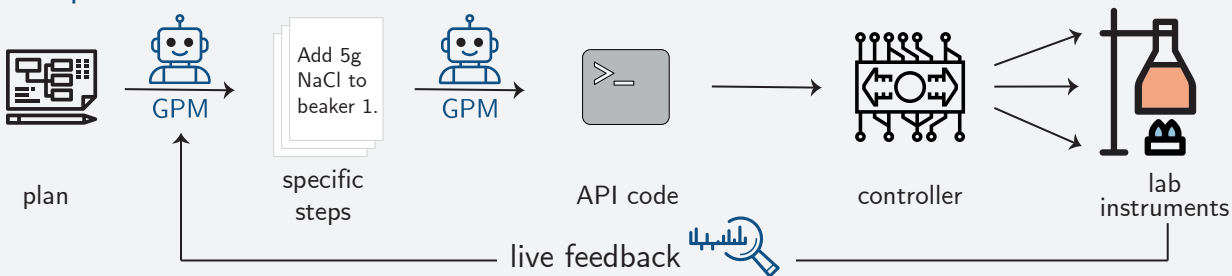 Add 5g
NaCl to
beaker 1.
GPM
GPM
>_
plan
specific
steps
API code
controller
lab
instruments
live feedback